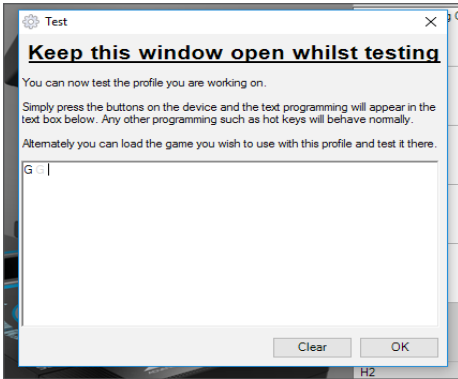 Test
Keep this window open whilst testing
You can now test the profile you are working on.
Simply press the buttons on the device and the text programming will appear in the
text box below. Any other programming such as hot keys will behave normally.
Alternately you can load the game you wish to use with this profile and test it there.
G G
Clear
OK
H2